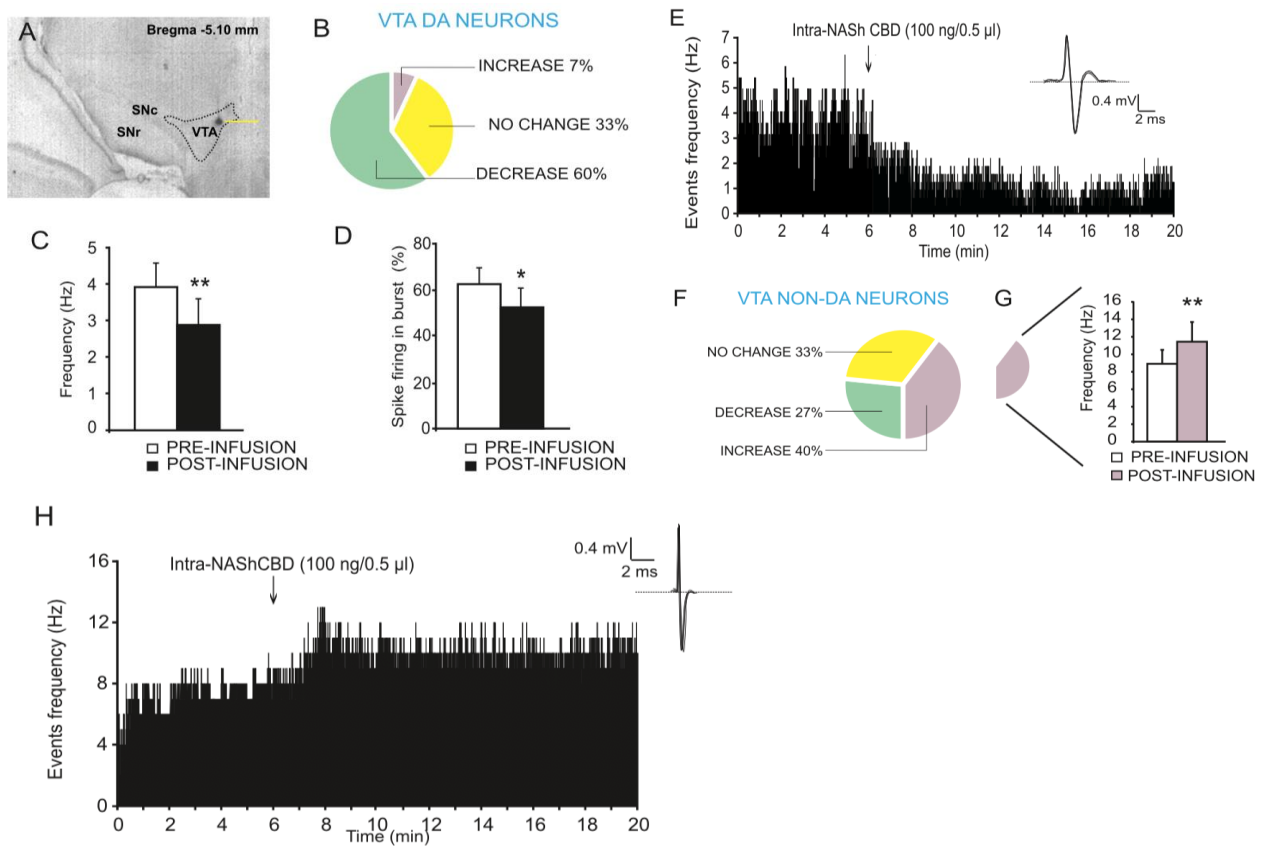 A
Bregma -5.10 mm
SNc
SNr
VTA
B
VTA DA NEURONS
INCREASE 7%
NO CHANGE 33%
DECREASE 60%
C
Frequency (Hz)
5
4
3
2
1
0
**
PRE-INFUSION
POST-INFUSION
D
Spike firing in burst (%)
80
60
40
20
0
*
PRE-INFUSION
POST-INFUSION
E
Intra-NASh CBD (100 ng/0.5 µl)
Events frequency (Hz)
7
6
5
4
3
2
1
0
0 2 4 6 8 10 12 14 16 18 20
Time (min)
0.4 mV
2 ms
F
VTA NON-DA NEURONS
NO CHANGE 33%
DECREASE 27%
INCREASE 40%
G
Frequency (Hz)
16
14
12
10
8
6
4
2
0
**
PRE-INFUSION
POST-INFUSION
H
Intra-NAShCBD (100 ng/0.5 µl)
Events frequency (Hz)
16
12
8
4
0
0 2 4 6 8 10 12 14 16 18 20
Time (min)
0.4 mV
2 ms